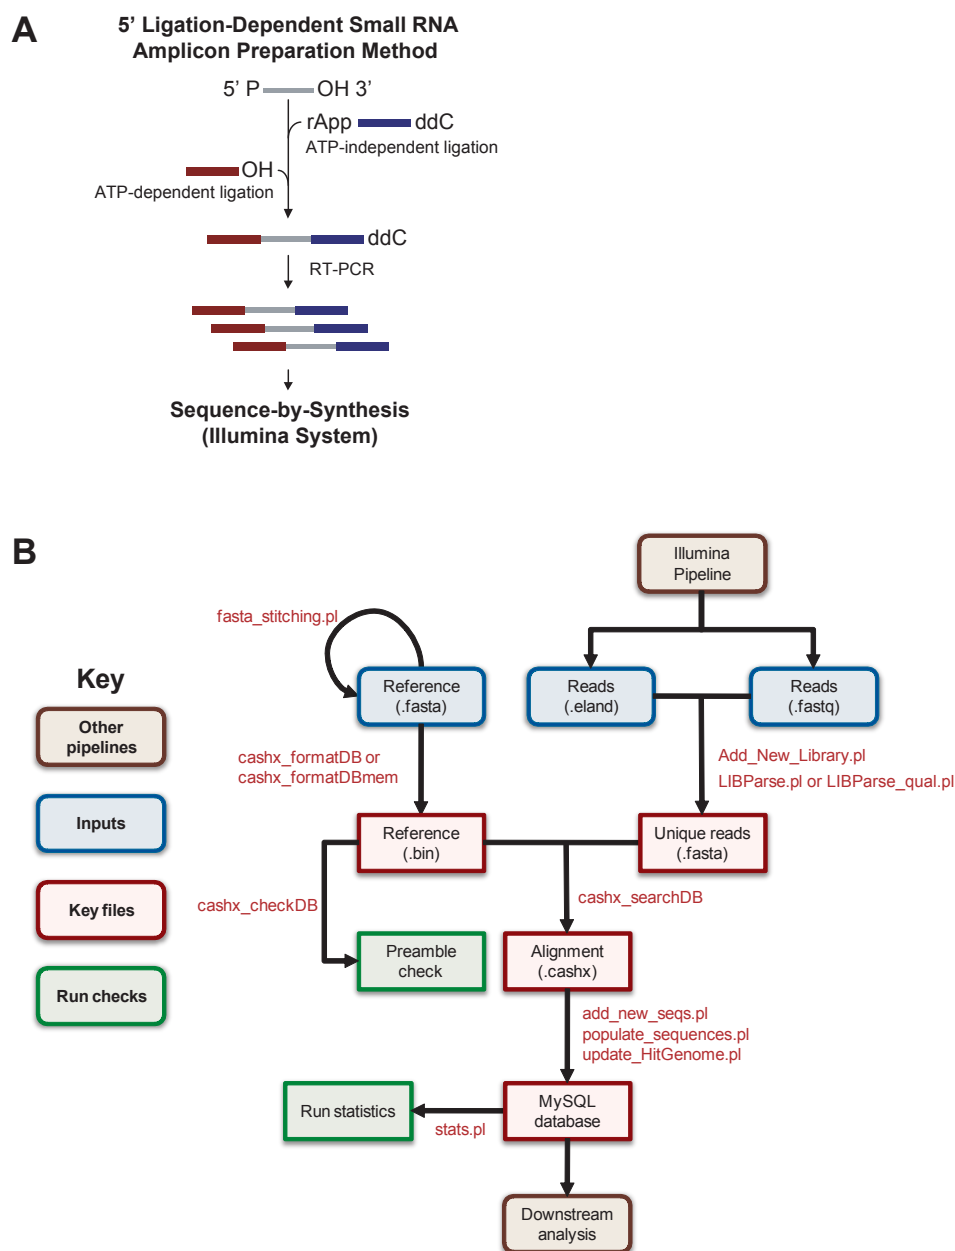 A
5’ Ligation-Dependent Small RNA
Amplicon Preparation Method
5’ P OH 3’
rApp ddC
ATP-independent ligation
OH
ATP-dependent ligation
ddC
RT-PCR
Sequence-by-Synthesis
(Illumina System)
B
Illumina
Pipeline
fasta_stitching.pl
Key
Other
pipelines
Inputs
Key files
Run checks
Reference
(.fasta)
Reads
(.eland)
Reads
(.fastq)
cashx_formatDB or
cashx_formatDBmem
Add_New_Library.pl
LIBParse.pl or LIBParse_qual.pl
Reference
(.bin)
Unique reads
(.fasta)
cashx_checkDB
cashx_searchDB
Preamble
check
Alignment
(.cashx)
add_new_seqs.pl
populate_sequences.pl
update_HitGenome.pl
Run statistics
stats.pl
MySQL
database
Downstream
analysis